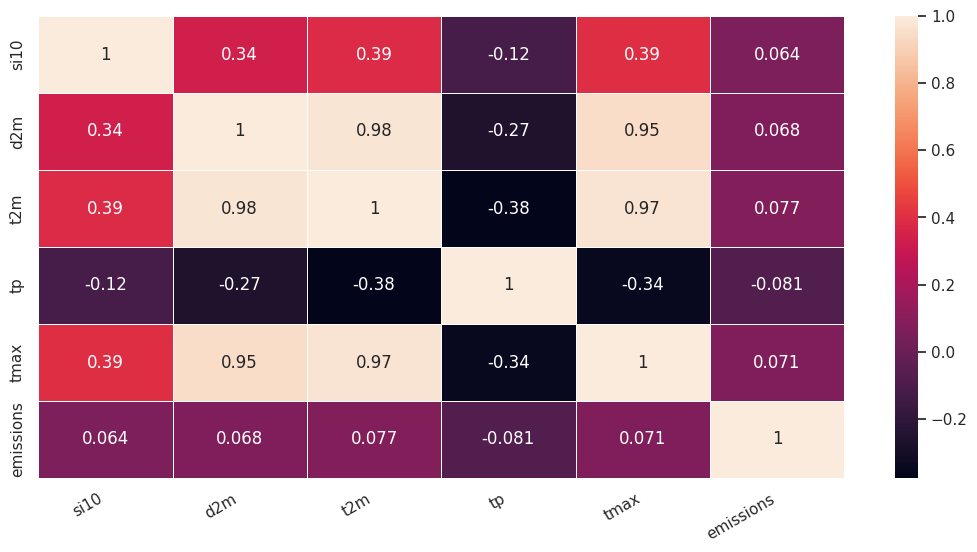 si10 1 0.34 0.39 -0.12 0.39 0.064
d2m 0.34 1 0.98 -0.27 0.95 0.068
t2m 0.39 0.98 1 -0.38 0.97 0.077
tp -0.12 -0.27 -0.38 1 -0.34 -0.081
tmax 0.39 0.95 0.97 -0.34 1 0.071
emissions 0.064 0.068 0.077 -0.081 0.071 1
si10 d2m t2m tp tmax emissions
1.0
0.8
0.6
0.4
0.2
0.0
−0.2